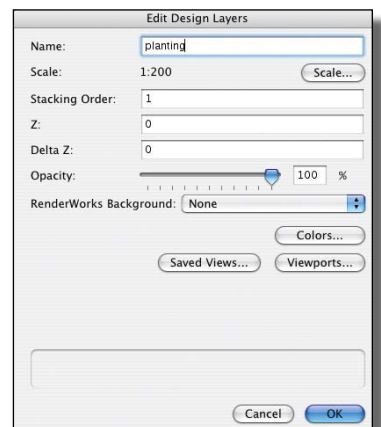 Edit Design Layers
Name: planting
Scale: 1:200 Scale...
Stacking Order: 1
Z: 0
Delta Z: 0
Opacity: 100 %
RenderWorks Background: None
Colors...
Saved Views... Viewports...
Cancel OK